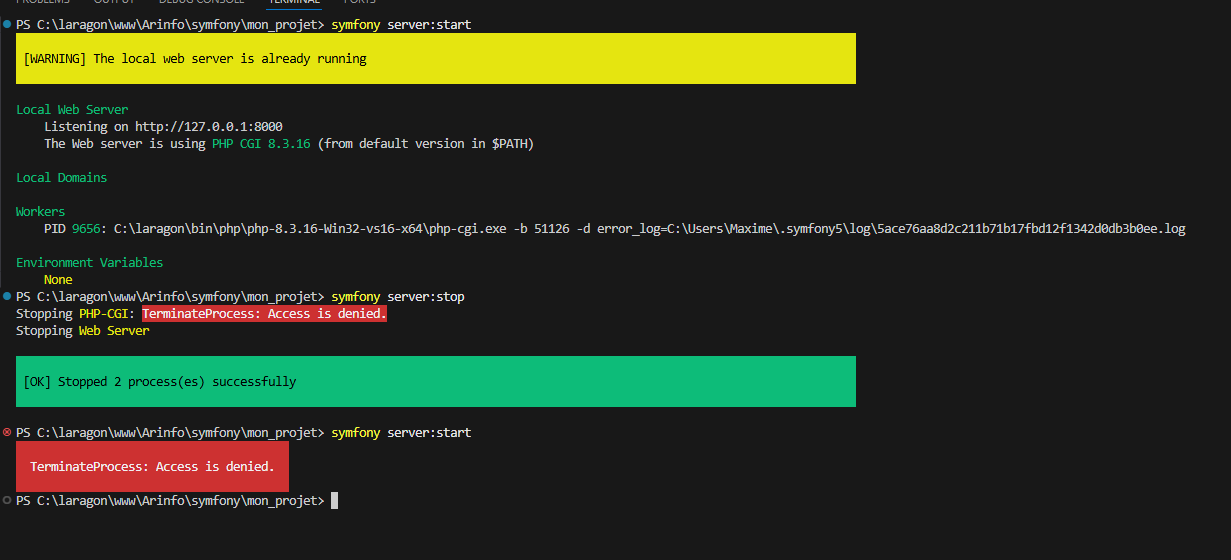 PROBLEMS OUTPUT DEBUG CONSOLE TERMINAL PORTS
PS C:\laragon\www\Arinfo\symfony\mon_projet> symfony server:start
[WARNING] The local web server is already running
Local Web Server
Listening on http://127.0.0.1:8000
The Web server is using PHP CGI 8.3.16 (from default version in $PATH)
Local Domains
Workers
PID 9656: C:\laragon\bin\php\php-8.3.16-Win32-vs16-x64\php-cgi.exe -b 51126 -d error_log=C:\Users\Maxime\.symfony5\log\5ace76aa8d2c211b71b17fbd12f1342d0db3b0ee.log
Environment Variables
None
PS C:\laragon\www\Arinfo\symfony\mon_projet> symfony server:stop
Stopping PHP-CGI: TerminateProcess: Access is denied.
Stopping Web Server
[OK] Stopped 2 process(es) successfully
PS C:\laragon\www\Arinfo\symfony\mon_projet> symfony server:start
TerminateProcess: Access is denied.
PS C:\laragon\www\Arinfo\symfony\mon_projet>